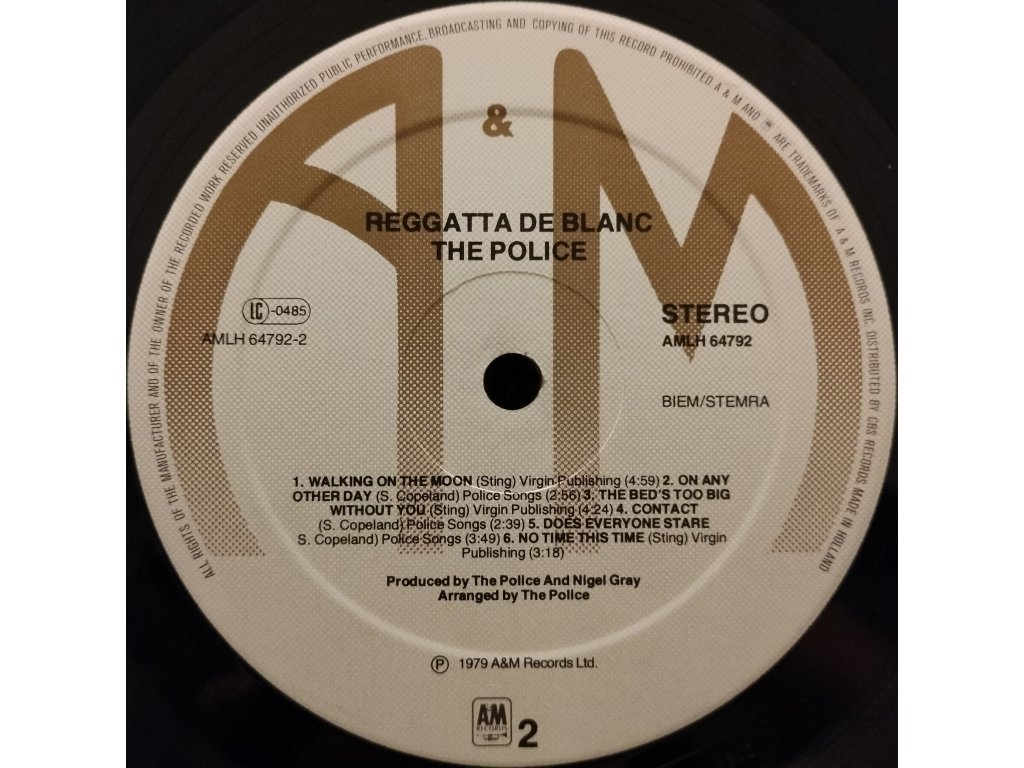 ALL RIGHTS OF THE MANUFACTURER AND OF THE OWNER OF THE RECORDED WORK RESERVED UNAUTHORIZED PUBLIC PERFORMANCE, BROADCASTING AND COPYING OF THIS RECORD PROHIBITED A & M AND ARE TRADEMARKS OF A & M RECORDS INC. DISTRIBUTED BY CBS RECORDS MADE IN HOLLAND
A & M
REGGATTA DE BLANC
THE POLICE
LC -0485
AMLH 64792-2
STEREO
AMLH 64792
BIEM/STEMRA
1. WALKING ON THE MOON (Sting) Virgin Publishing (4:59) 2. ON ANY
OTHER DAY (S. Copeland) Police Songs (2:56) 3. THE BED'S TOO BIG
WITHOUT YOU (Sting) Virgin Publishing (4:24) 4. CONTACT
(S. Copeland) Police Songs (2:39) 5. DOES EVERYONE STARE
S. Copeland) Police Songs (3:49) 6. NO TIME THIS TIME (Sting) Virgin
Publishing (3:18)
Produced by The Police And Nigel Gray
Arranged by The Police
Ⓟ 1979 A&M Records Ltd.
A&M
RECORDS
2